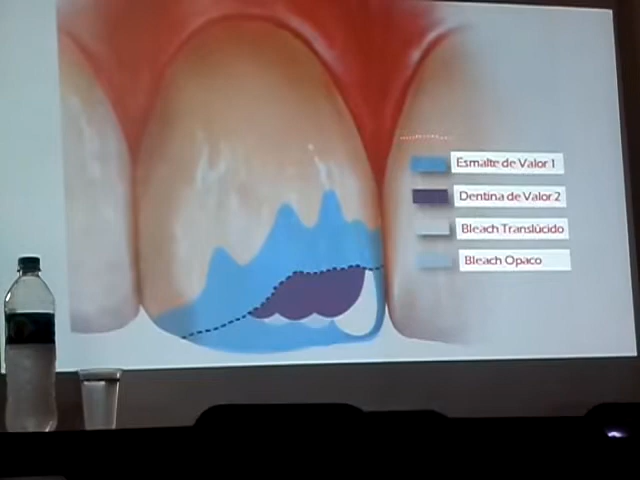 Esmalte de Valor 1
Dentina de Valor 2
Bleach Translúcido
Bleach Opaco